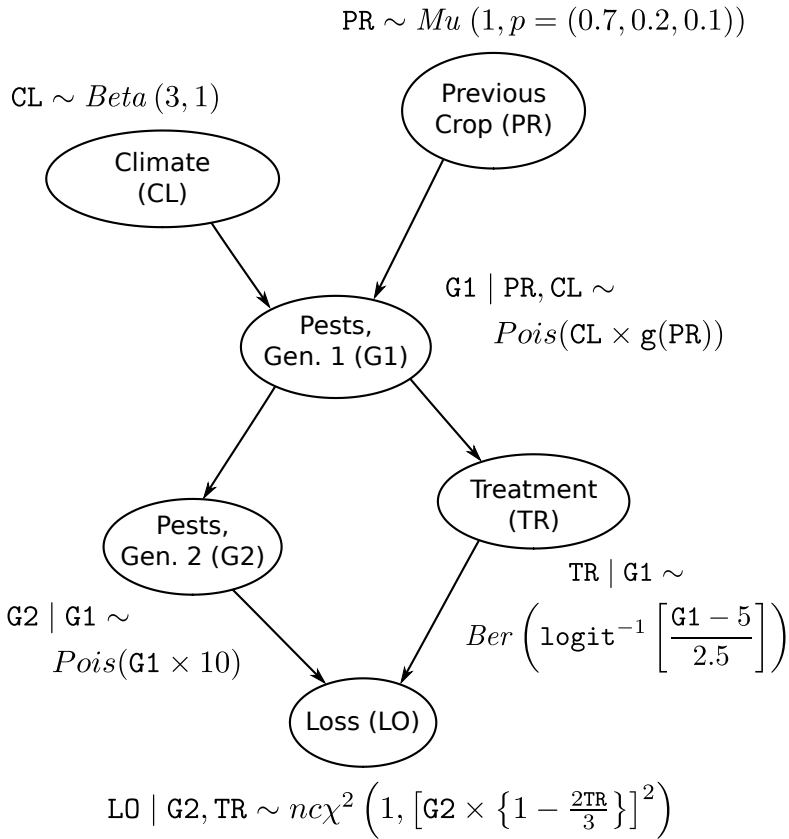 PR ∼ Mu (1, p = (0.7, 0.2, 0.1))
CL ∼ Beta (3, 1)
Previous
Crop (PR)
Climate
(CL)
G1 | PR, CL ∼
Pois(CL × g(PR))
Pests,
Gen. 1 (G1)
Treatment
(TR)
Pests,
Gen. 2 (G2)
TR | G1 ∼
Ber (logit⁻¹ [(G1 − 5)/2.5])
G2 | G1 ∼
Pois(G1 × 10)
Loss (LO)
LO | G2, TR ∼ ncχ² (1, [G2 × {1 − 2TR/3}]²)